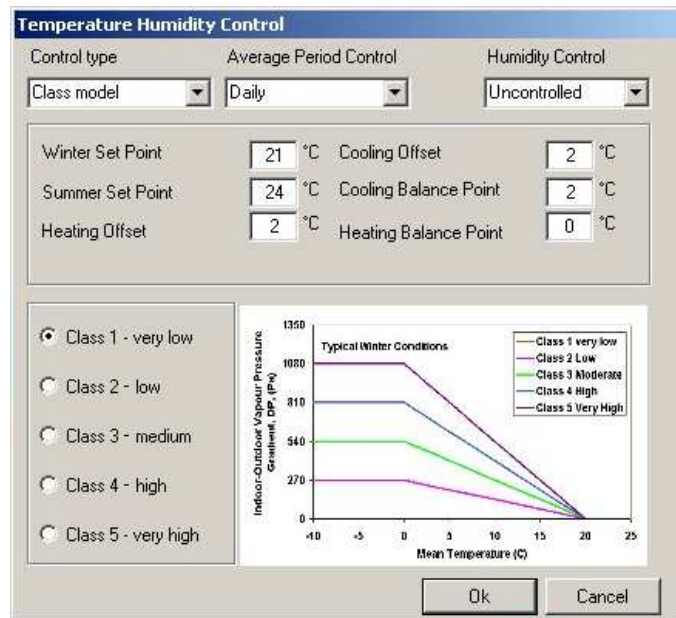 Temperature Humidity Control
Control type Average Period Control Humidity Control
Class model Daily Uncontrolled
Winter Set Point 21 °C Cooling Offset 2 °C
Summer Set Point 24 °C Cooling Balance Point 2 °C
Heating Offset 2 °C Heating Balance Point 0 °C
Class 1 - very low
Class 2 - low
Class 3 - medium
Class 4 - high
Class 5 - very high
Indoor-Outdoor Vapour Pressure
Gradient, DP, (Pa)
1350
1080
810
540
270
0
Typical Winter Conditions
Class 1 very low
Class 2 Low
Class 3 Moderate
Class 4 High
Class 5 Very High
-10 -5 0 5 10 15 20 25
Mean Temperature (C)
Ok Cancel